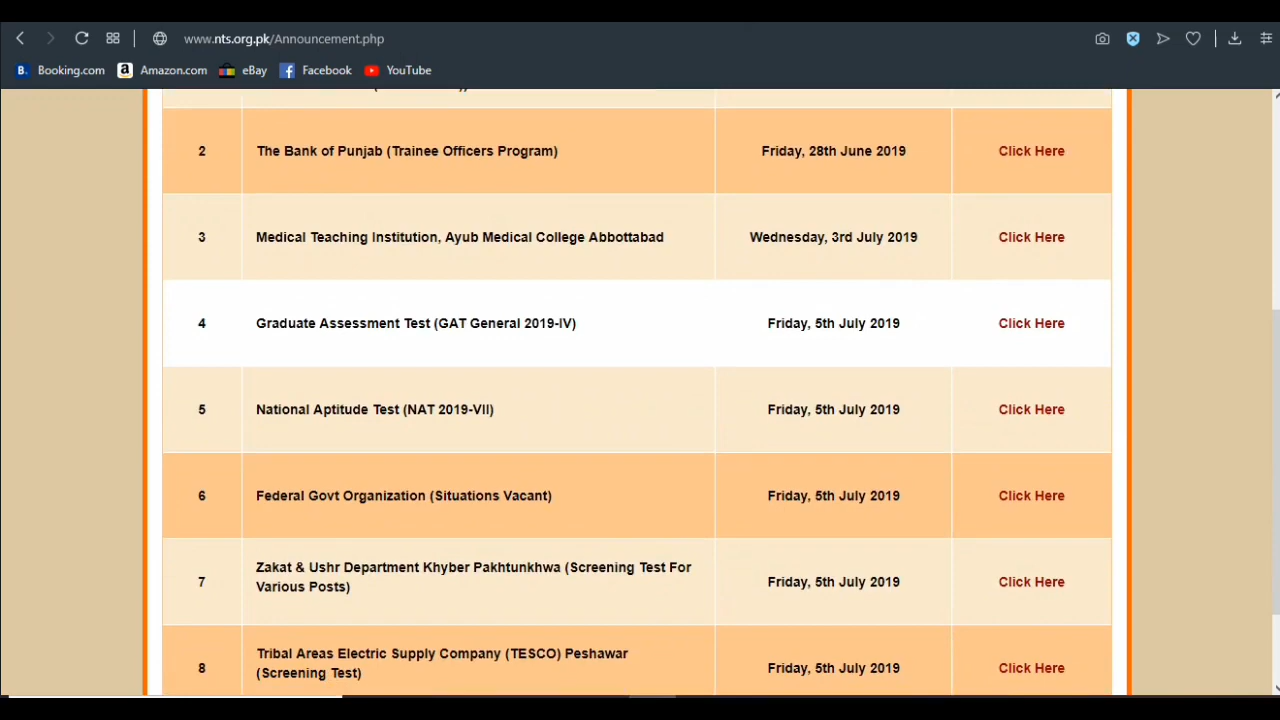 www.nts.org.pk/Announcement.php
B. Booking.com a Amazon.com eBay f Facebook YouTube
2 The Bank of Punjab (Trainee Officers Program) Friday, 28th June 2019 Click Here
3 Medical Teaching Institution, Ayub Medical College Abbottabad Wednesday, 3rd July 2019 Click Here
4 Graduate Assessment Test (GAT General 2019-IV) Friday, 5th July 2019 Click Here
5 National Aptitude Test (NAT 2019-VII) Friday, 5th July 2019 Click Here
6 Federal Govt Organization (Situations Vacant) Friday, 5th July 2019 Click Here
7 Zakat & Ushr Department Khyber Pakhtunkhwa (Screening Test For
Various Posts) Friday, 5th July 2019 Click Here
8 Tribal Areas Electric Supply Company (TESCO) Peshawar
(Screening Test) Friday, 5th July 2019 Click Here